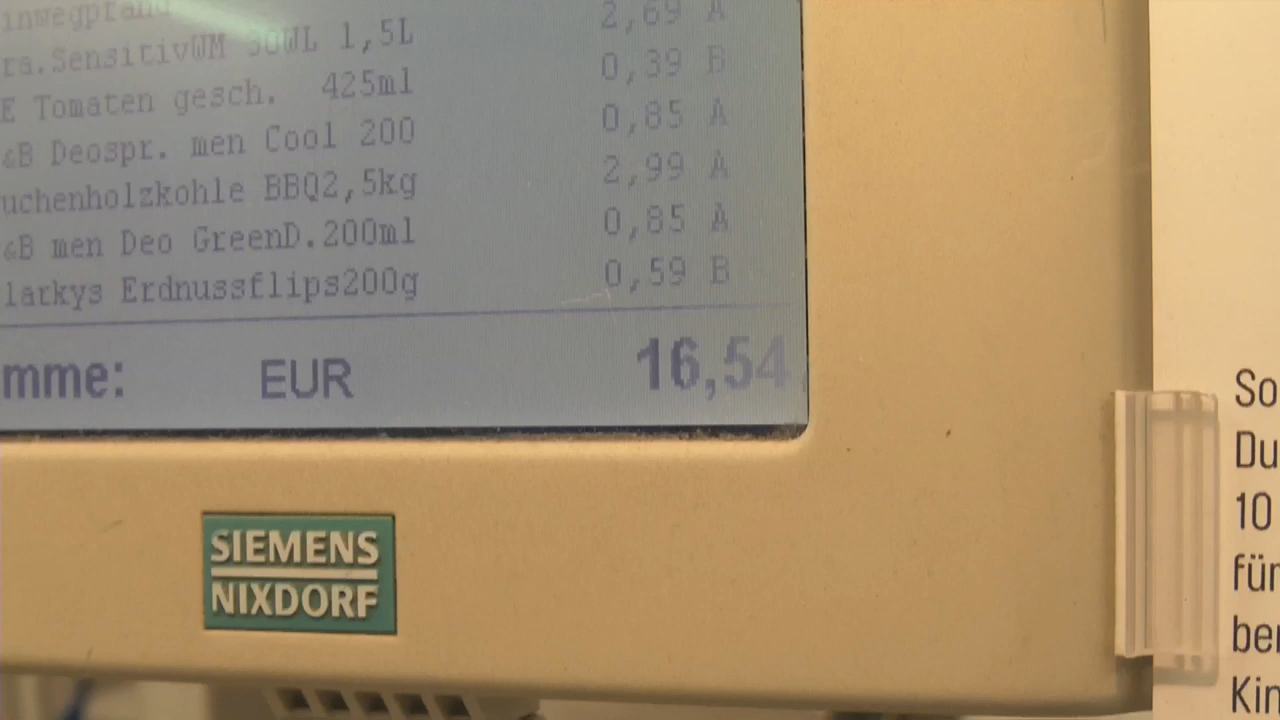 inwegpfand
ra.SensitivWM 30WL 1,5L 2,69 A
E Tomaten gesch. 425ml 0,39 B
&B Deospr. men Cool 200 0,85 A
uchenholzkohle BBQ2,5kg 2,99 A
&B men Deo GreenD.200ml 0,85 A
larkys Erdnussflips200g 0,59 B
mme: EUR 16,54
SIEMENS
NIXDORF
So
Du
10
für
ber
Kin